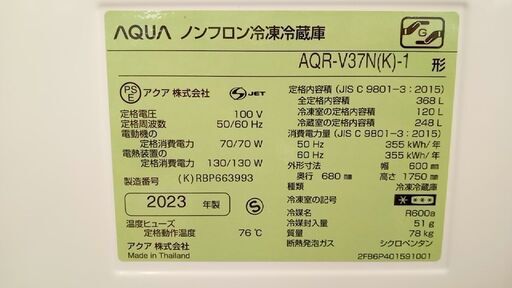 AQUA ノンフロン冷凍冷蔵庫
G
AQR-V37N(K)-1 形
PS E アクア 株式会社 S JET
定格電圧 100 V
定格周波数 50/60 Hz
電動機の
定格消費電力 70/70 W
電熱装置の
定格消費電力 130/130 W
製造番号 (K)RBP663993
2023 年製 S
温度ヒューズ
定格動作温度 76℃
アクア 株式会社
Made in Thailand
定格内容積 (JIS C 9801-3 : 2015)
全定格内容積 368 L
冷凍室の定格内容積 120 L
冷蔵室の定格内容積 248 L
消費電力量 (JIS C 9801-3 : 2015)
50 Hz 355 kWh/年
60 Hz 355 kWh/年
外形寸法 幅 600 mm
奥行 680 mm 高さ 1750 mm
種類 冷凍冷蔵庫
冷凍室の記号 * ***
冷媒名 R600a
冷媒封入量 51 g
質量 78 kg
断熱発泡ガス シクロペンタン
2FB6P401591001